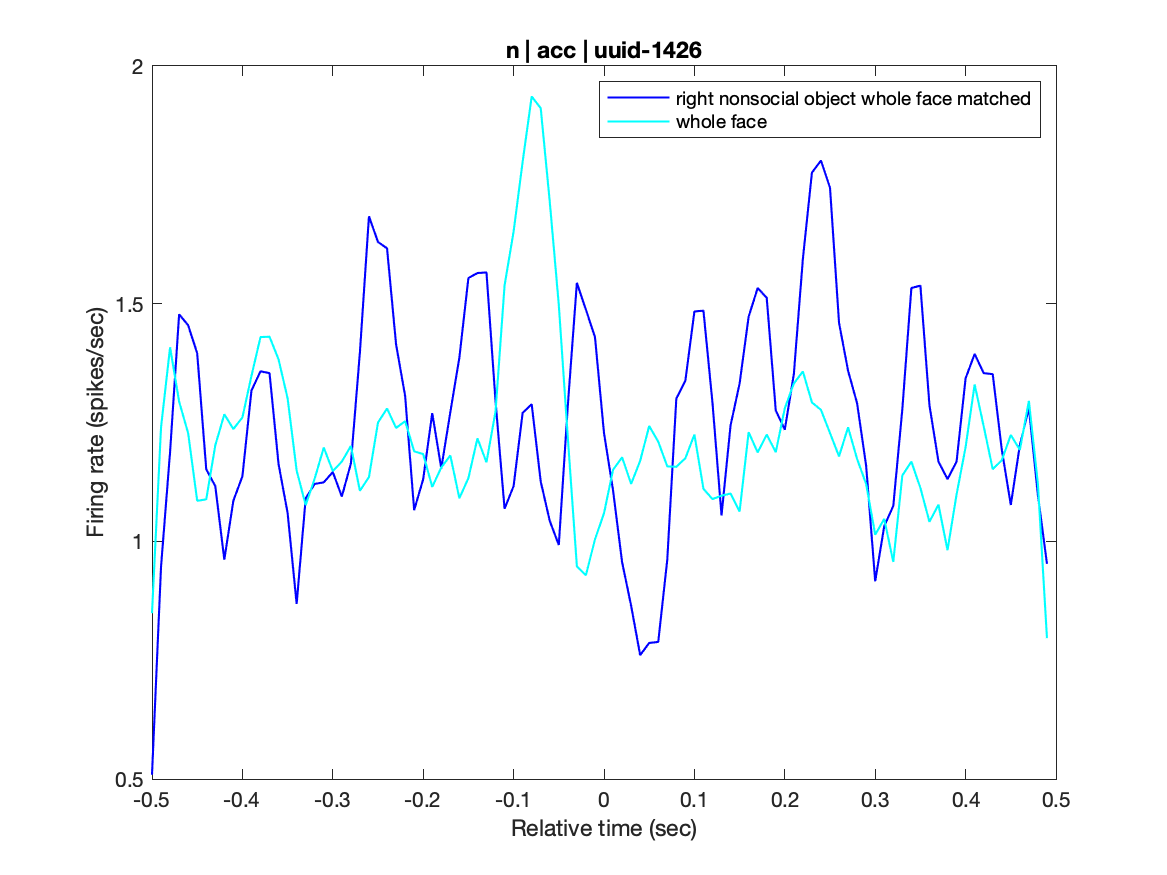 n | acc | uuid-1426
right nonsocial object whole face matched
whole face
2
1.5
1
0.5
Firing rate (spikes/sec)
-0.5 -0.4 -0.3 -0.2 -0.1 0 0.1 0.2 0.3 0.4 0.5
Relative time (sec)